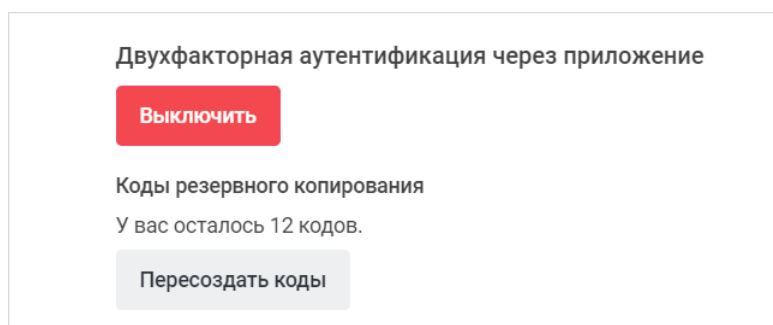 Двухфакторная аутентификация через приложение
Выключить
Коды резервного копирования
У вас осталось 12 кодов.
Пересоздать коды